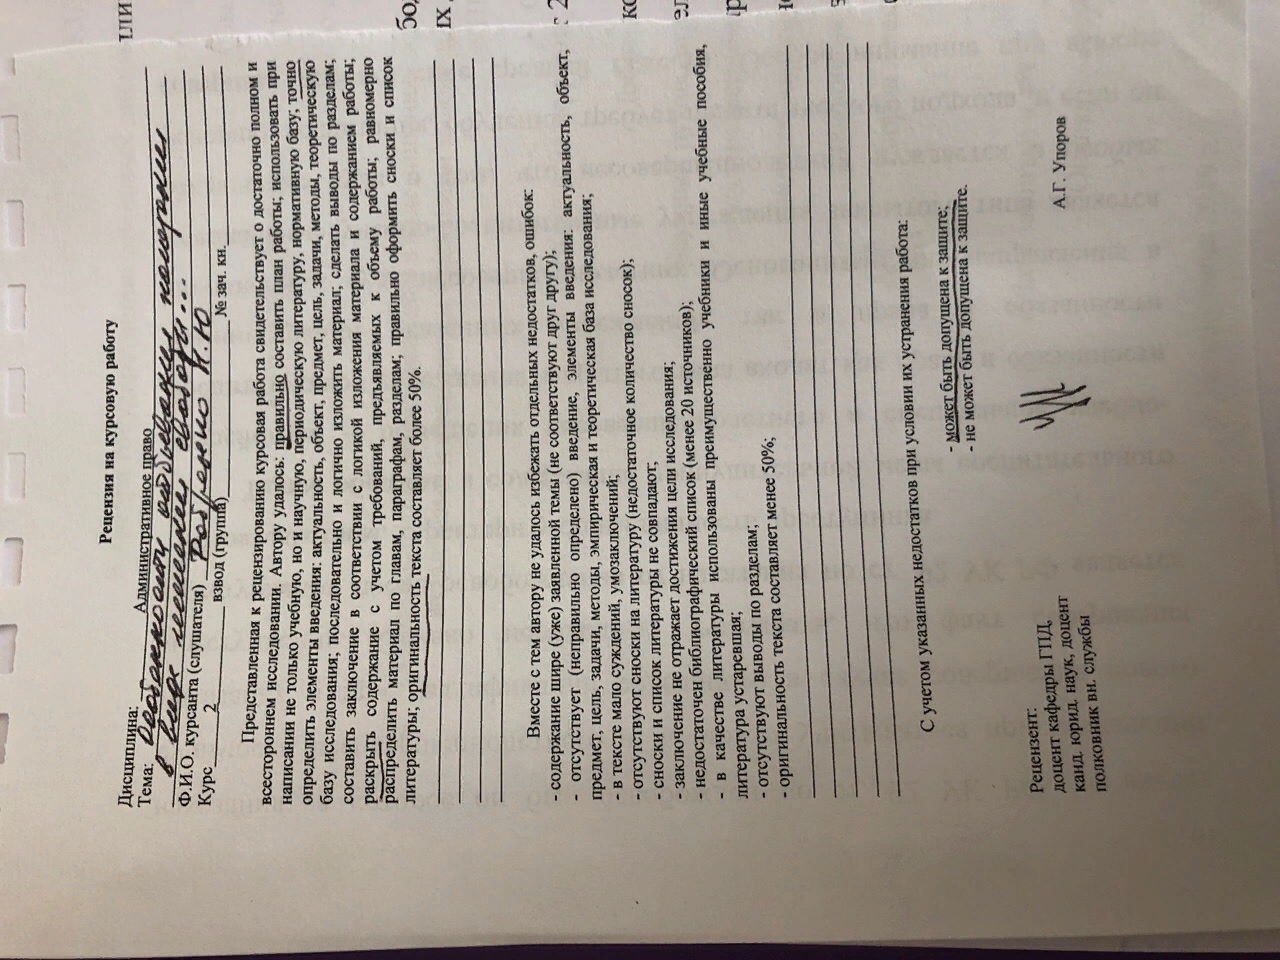 Рецензия на курсовую работу
Дисциплина: Административное право
Тема: Особенности отбывания наказания
в виде лишения свободы...
Ф.И.О. курсанта (слушателя) К.Ю
Курс 2 взвод (группа) № зач. кн.
Представленная к рецензированию курсовая работа свидетельствует о достаточно полном и
всестороннем исследовании. Автору удалось: правильно составить план работы; использовать при
написании не только учебную, но и научную, периодическую литературу, нормативную базу; точно
определить элементы введения: актуальность, объект, предмет, цель, задачи, методы, теоретическую
базу исследования; последовательно и логично изложить материал; сделать выводы по разделам;
составить заключение в соответствии с логикой изложения материала и содержанием работы;
раскрыть содержание с учетом требований, предъявляемых к объему работы; равномерно
распределить материал по главам, параграфам, разделам; правильно оформить сноски и список
литературы; оригинальность текста составляет более 50%.
Вместе с тем автору не удалось избежать отдельных недостатков, ошибок:
- содержание шире (уже) заявленной темы (не соответствуют друг другу);
- отсутствует (неправильно определено) введение, элементы введения: актуальность, объект,
предмет, цель, задачи, методы, эмпирическая и теоретическая база исследования;
- в тексте мало суждений, умозаключений;
- отсутствуют сноски на литературу (недостаточное количество сносок);
- сноски и список литературы не совпадают;
- заключение не отражает достижения цели исследования;
- недостаточен библиографический список (менее 20 источников);
- в качестве литературы использованы преимущественно учебники и иные учебные пособия,
литература устаревшая;
- отсутствуют выводы по разделам;
- оригинальность текста составляет менее 50%;
С учетом указанных недостатков при условии их устранения работа:
- может быть допущена к защите;
- не может быть допущена к защите.
Рецензент:
доцент кафедры ГПД,
канд. юрид. наук, доцент
полковник вн. службы А.Г. Упоров